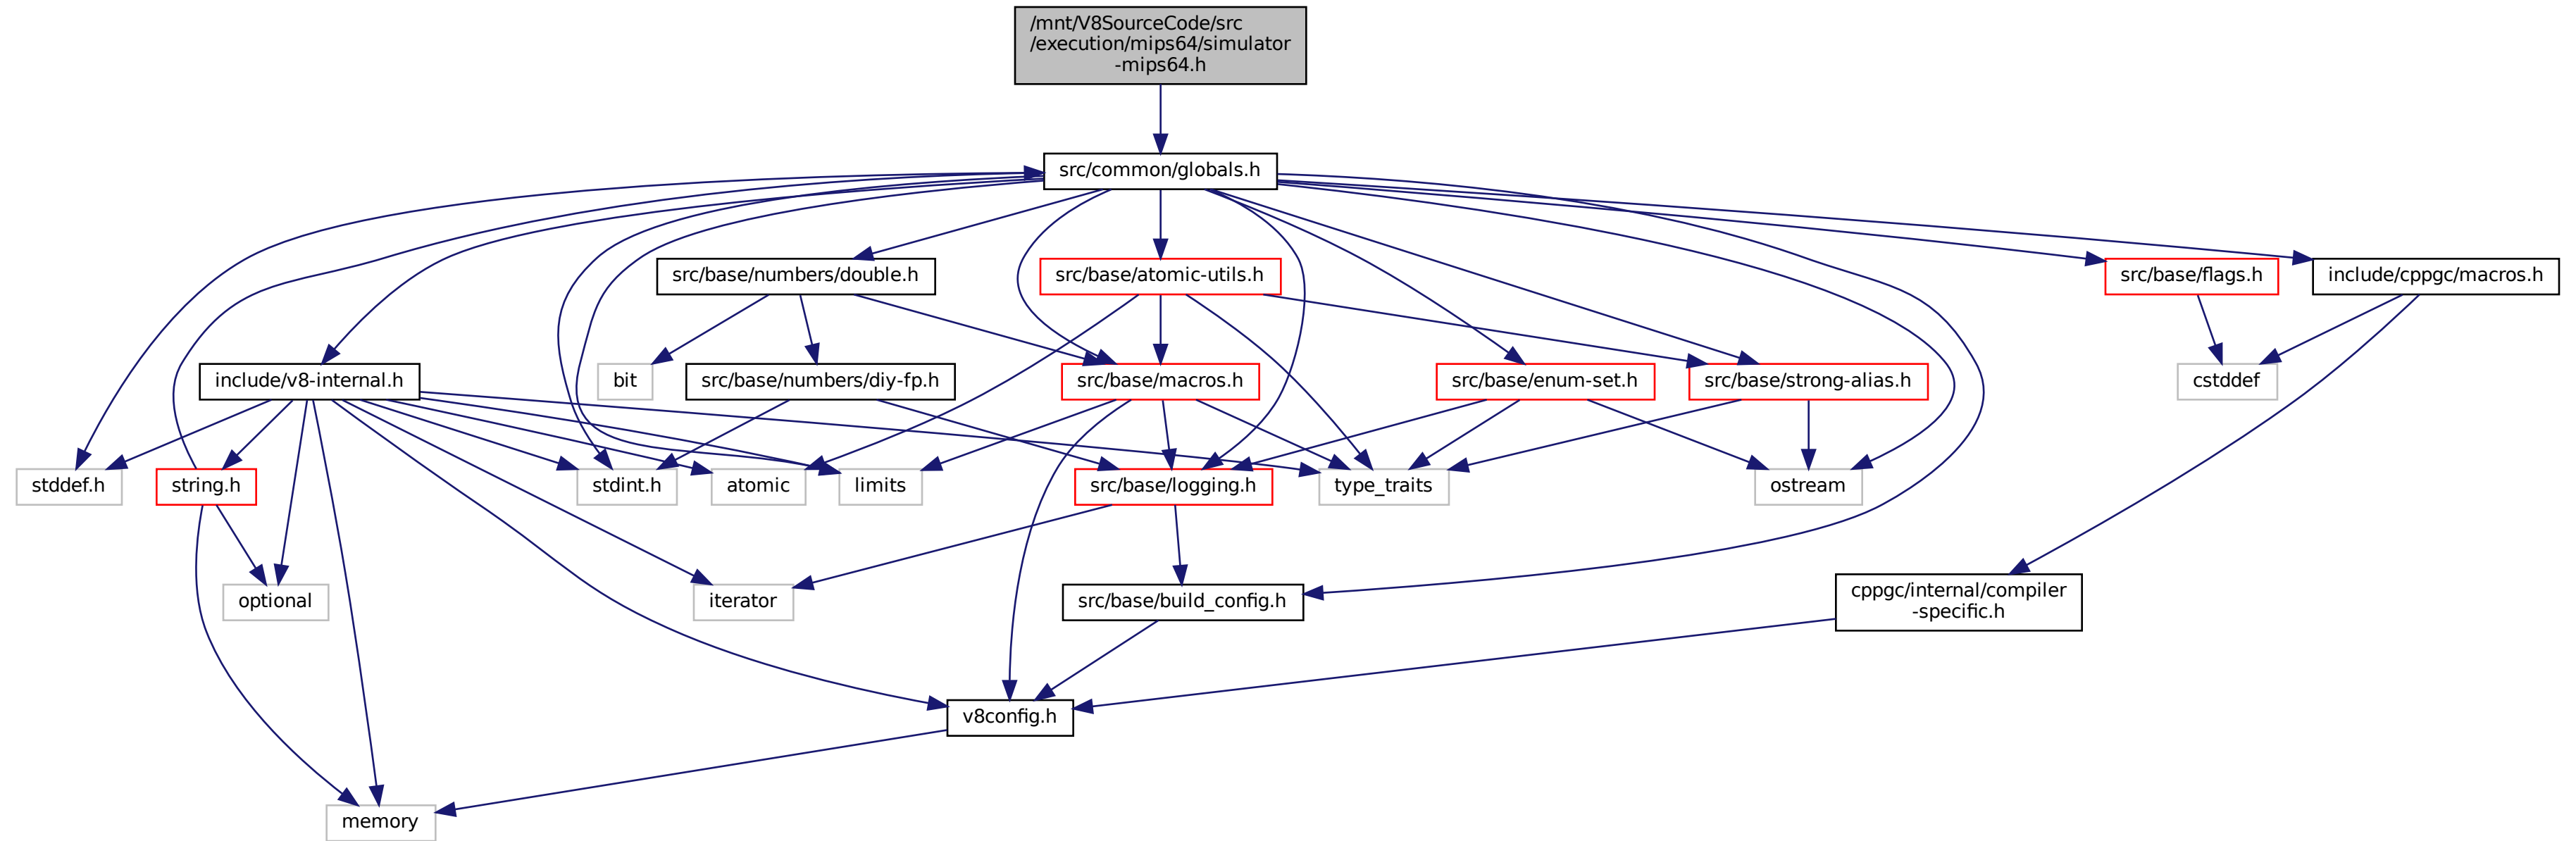 /mnt/V8SourceCode/src
/execution/mips64/simulator
-mips64.h
src/common/globals.h
src/base/numbers/double.h
src/base/atomic-utils.h
src/base/flags.h
include/cppgc/macros.h
include/v8-internal.h
bit
src/base/numbers/diy-fp.h
src/base/macros.h
src/base/enum-set.h
src/base/strong-alias.h
cstddef
stddef.h
string.h
stdint.h
atomic
limits
src/base/logging.h
type_traits
ostream
optional
iterator
src/base/build_config.h
cppgc/internal/compiler
-specific.h
v8config.h
memory